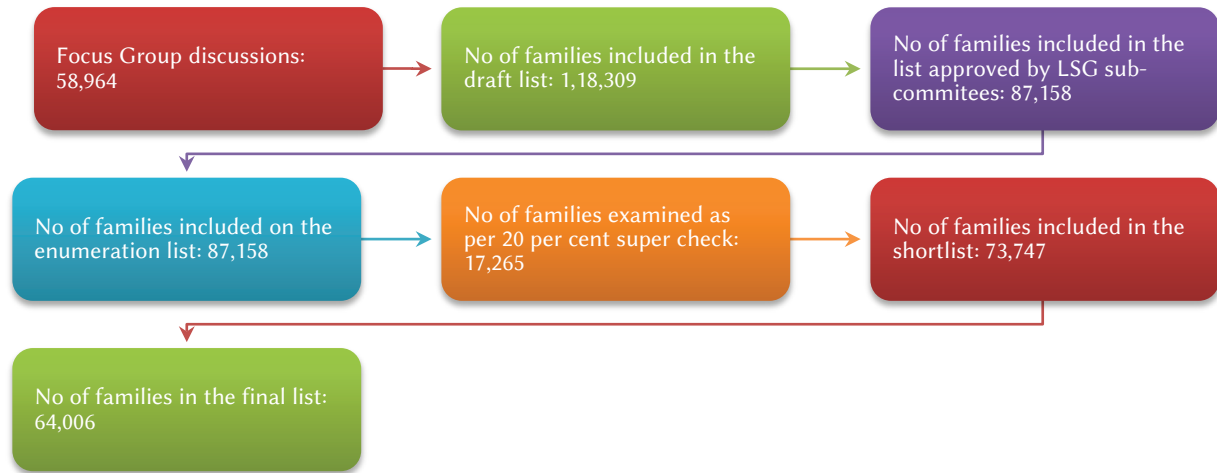 Focus Group discussions:
58,964
No of families included in the
draft list: 1,18,309
No of families included in the
list approved by LSG sub-
commitees: 87,158
No of families included on the
enumeration list: 87,158
No of families examined as
per 20 per cent super check:
17,265
No of families included in the
shortlist: 73,747
No of families in the final list:
64,006